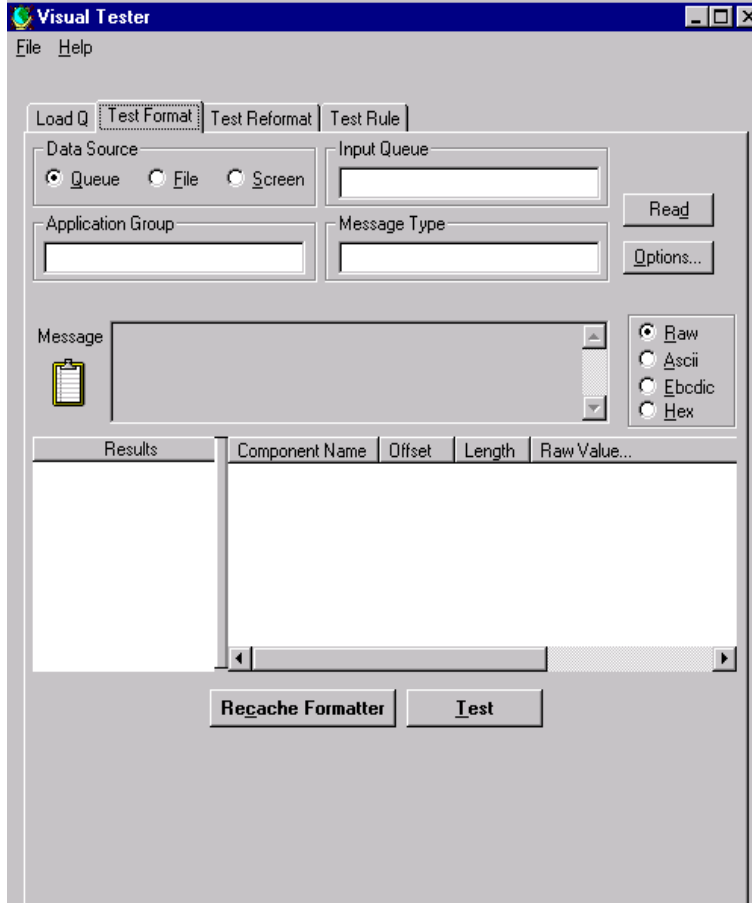 Visual Tester
File Help
Load Q Test Format Test Reformat Test Rule
Data Source Input Queue
Queue File Screen
Read
Application Group Message Type
Options...
Message
Raw
Ascii
Ebcdic
Hex
Results Component Name Offset Length Raw Value...
Recache Formatter Test